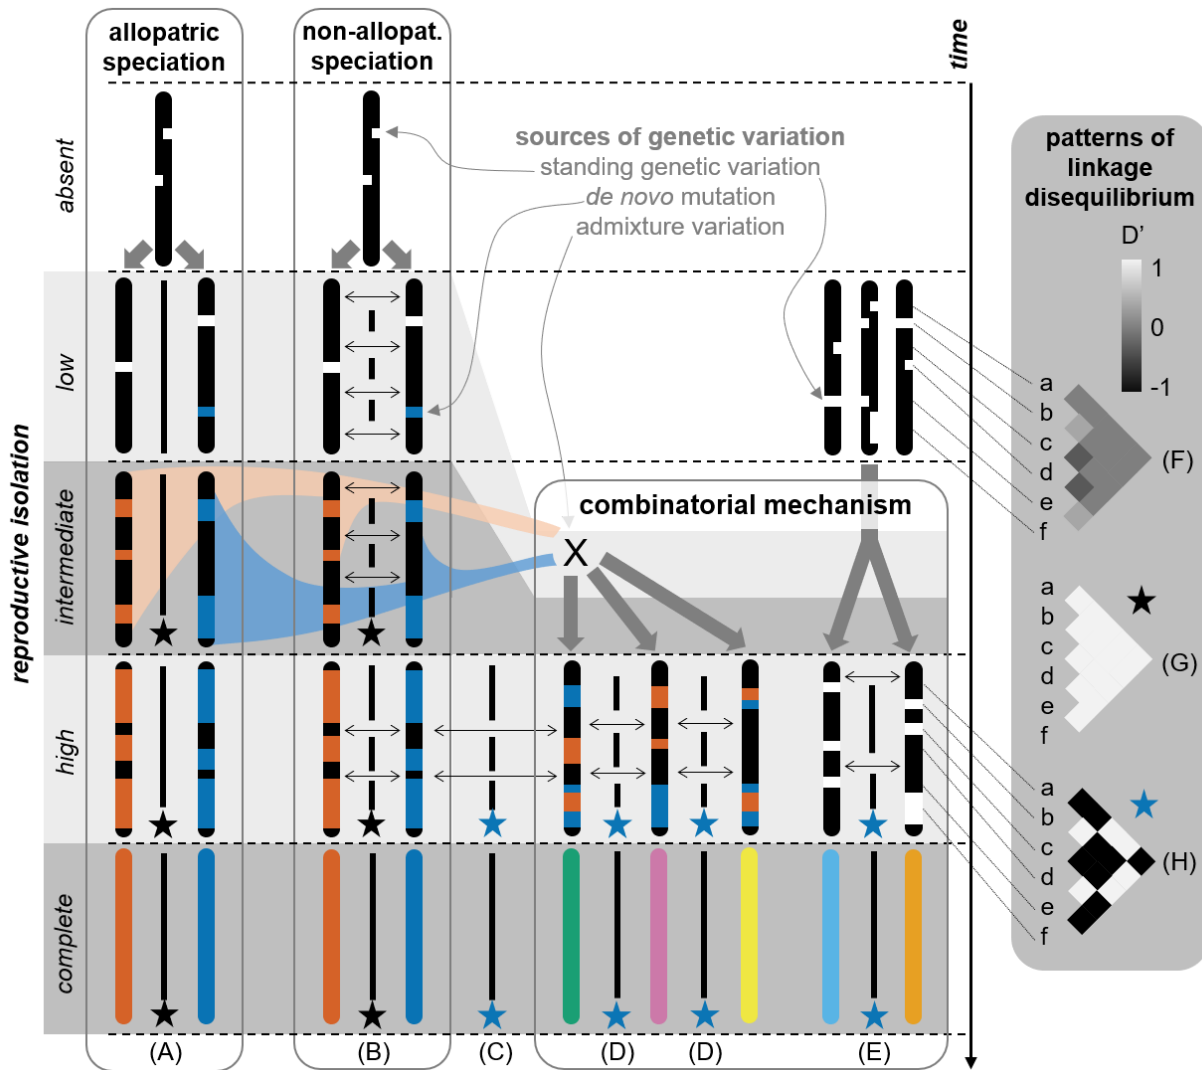 allopatric
speciation
non-allopat.
speciation
time
sources of genetic variation
standing genetic variation
de novo mutation
admixture variation
patterns of
linkage
disequilibrium
D’
1
0
-1
reproductive isolation
absent
low
intermediate
high
complete
combinatorial mechanism
X
a
b
c
d
e
f
(F)
a
b
c
d
e
f
(G)
a
b
c
d
e
f
(H)
(A)
(B)
(C)
(D)
(D)
(E)